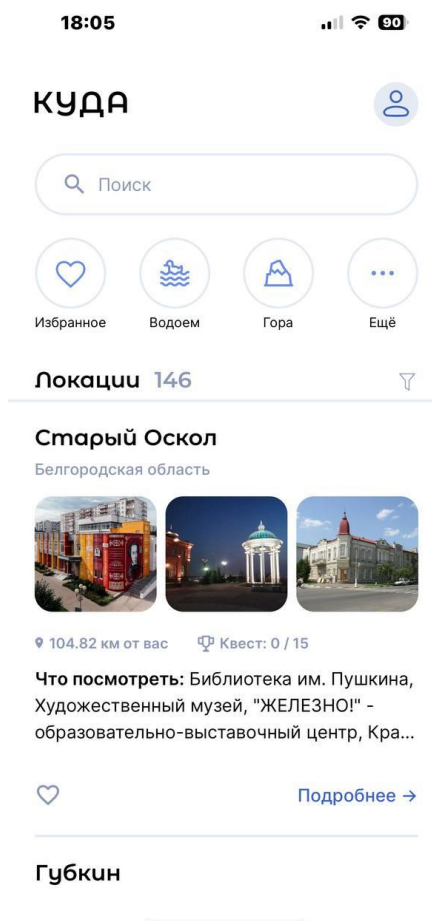 18:05
90
КУДА
Поиск
Избранное Водоем Гора Ещё
Локации 146
Старый Оскол
Белгородская область
104.82 км от вас Квест: 0 / 15
Что посмотреть: Библиотека им. Пушкина,
Художественный музей, "ЖЕЛЕЗНО!" -
образовательно-выставочный центр, Кра...
Подробнее →
Губкин